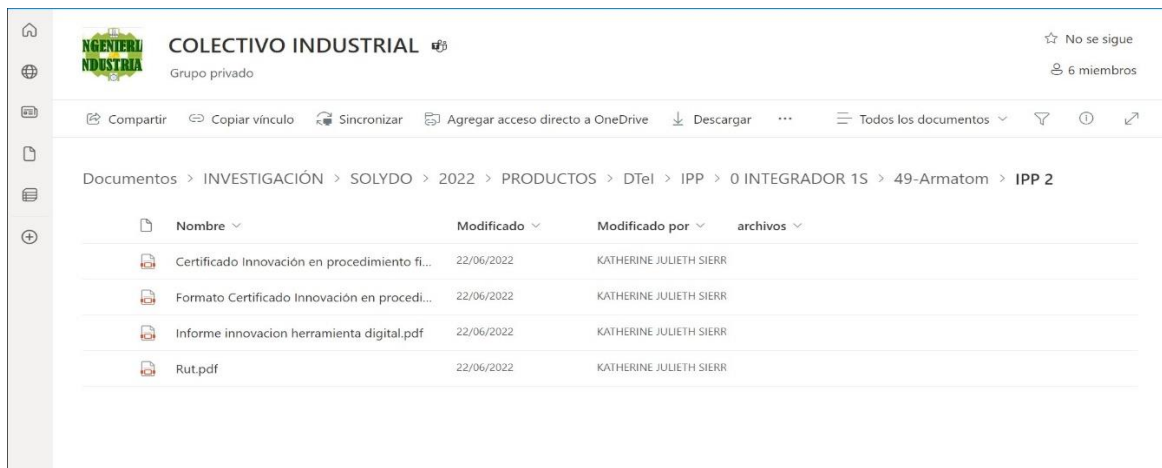 NGENIERI
NDUSTRIA
COLECTIVO INDUSTRIAL
Grupo privado
No se sigue
6 miembros
Compartir Copiar vínculo Sincronizar Agregar acceso directo a OneDrive Descargar ... Todos los documentos
Documentos > INVESTIGACIÓN > SOLYDO > 2022 > PRODUCTOS > DTeI > IPP > 0 INTEGRADOR 1S > 49-Armatom > IPP 2
Nombre Modificado Modificado por archivos
Certificado Innovación en procedimiento fi... 22/06/2022 KATHERINE JULIETH SIERR
Formato Certificado Innovación en procedi... 22/06/2022 KATHERINE JULIETH SIERR
Informe innovacion herramienta digital.pdf 22/06/2022 KATHERINE JULIETH SIERR
Rut.pdf 22/06/2022 KATHERINE JULIETH SIERR